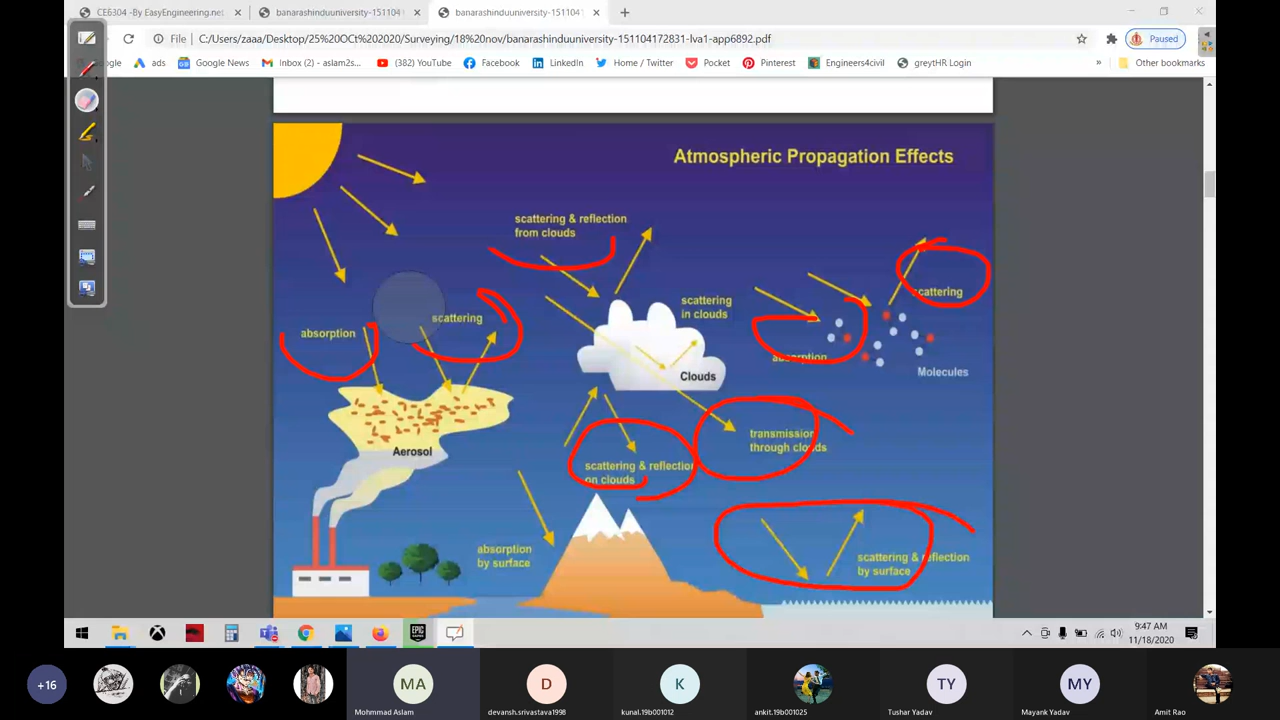 CE6304 -By EasyEngineering.net
banarashinduuniversity-151104
banarashinduuniversity-151104
File
C:/Users/zaaa/Desktop/25%20OCt%202020/Surveying/18%20nov/banarashinduuniversity-151104172831-lva1-app6892.pdf
Paused
ads
Google News
Inbox (2) - aslam2s...
(382) YouTube
Facebook
LinkedIn
Home / Twitter
Pocket
Pinterest
Engineers4civil
greytHR Login
»
Other bookmarks
Atmospheric Propagation Effects
scattering & reflection
from clouds
scattering
in clouds
scattering
absorption
scattering
absorption
Molecules
Clouds
transmission
through clouds
Aerosol
scattering & reflection
on clouds
absorption
by surface
scattering & reflection
by surface
EPIC
9:47 AM
11/18/2020
+16
MA
D
K
TY
MY
Mohmmad Aslam
devansh.srivastava1998
kunal.19b001012
ankit.19b001025
Tushar Yadav
Mayank Yadav
Amit Rao